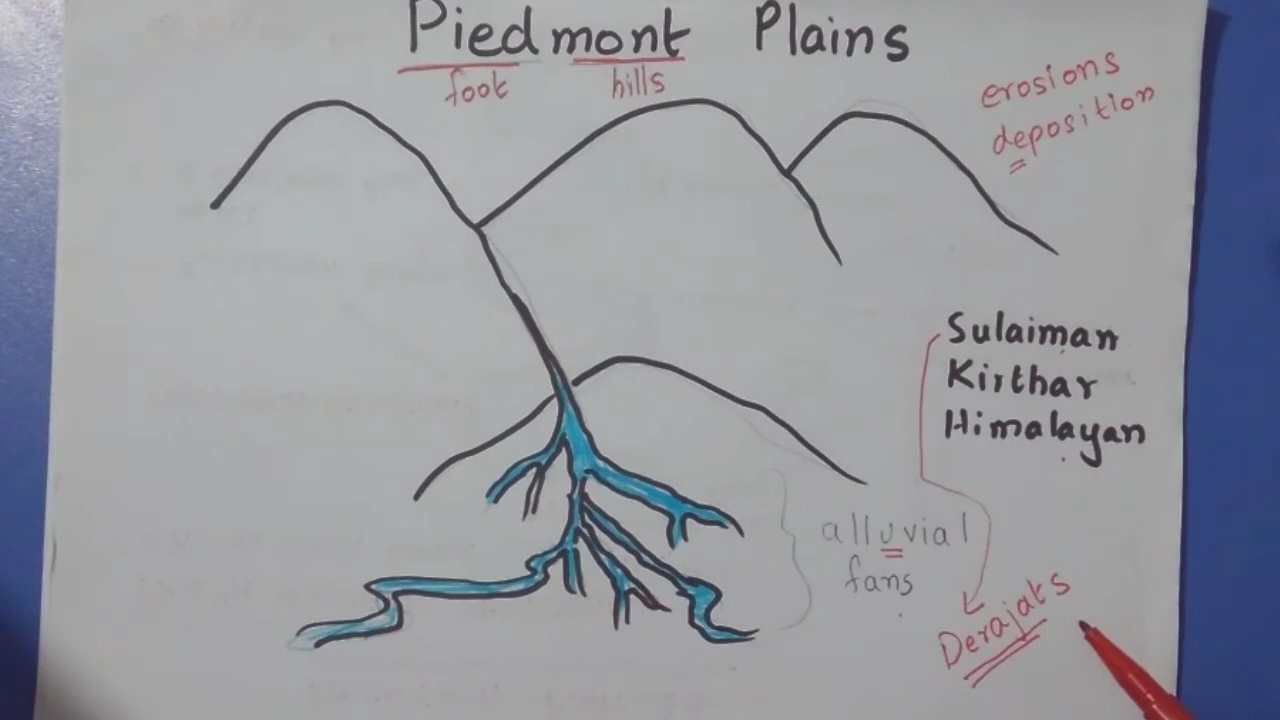 Piedmont Plains
foot hills
erosions
deposition
Sulaiman
Kirthar
Himalayan
alluvial
fans
Derajats